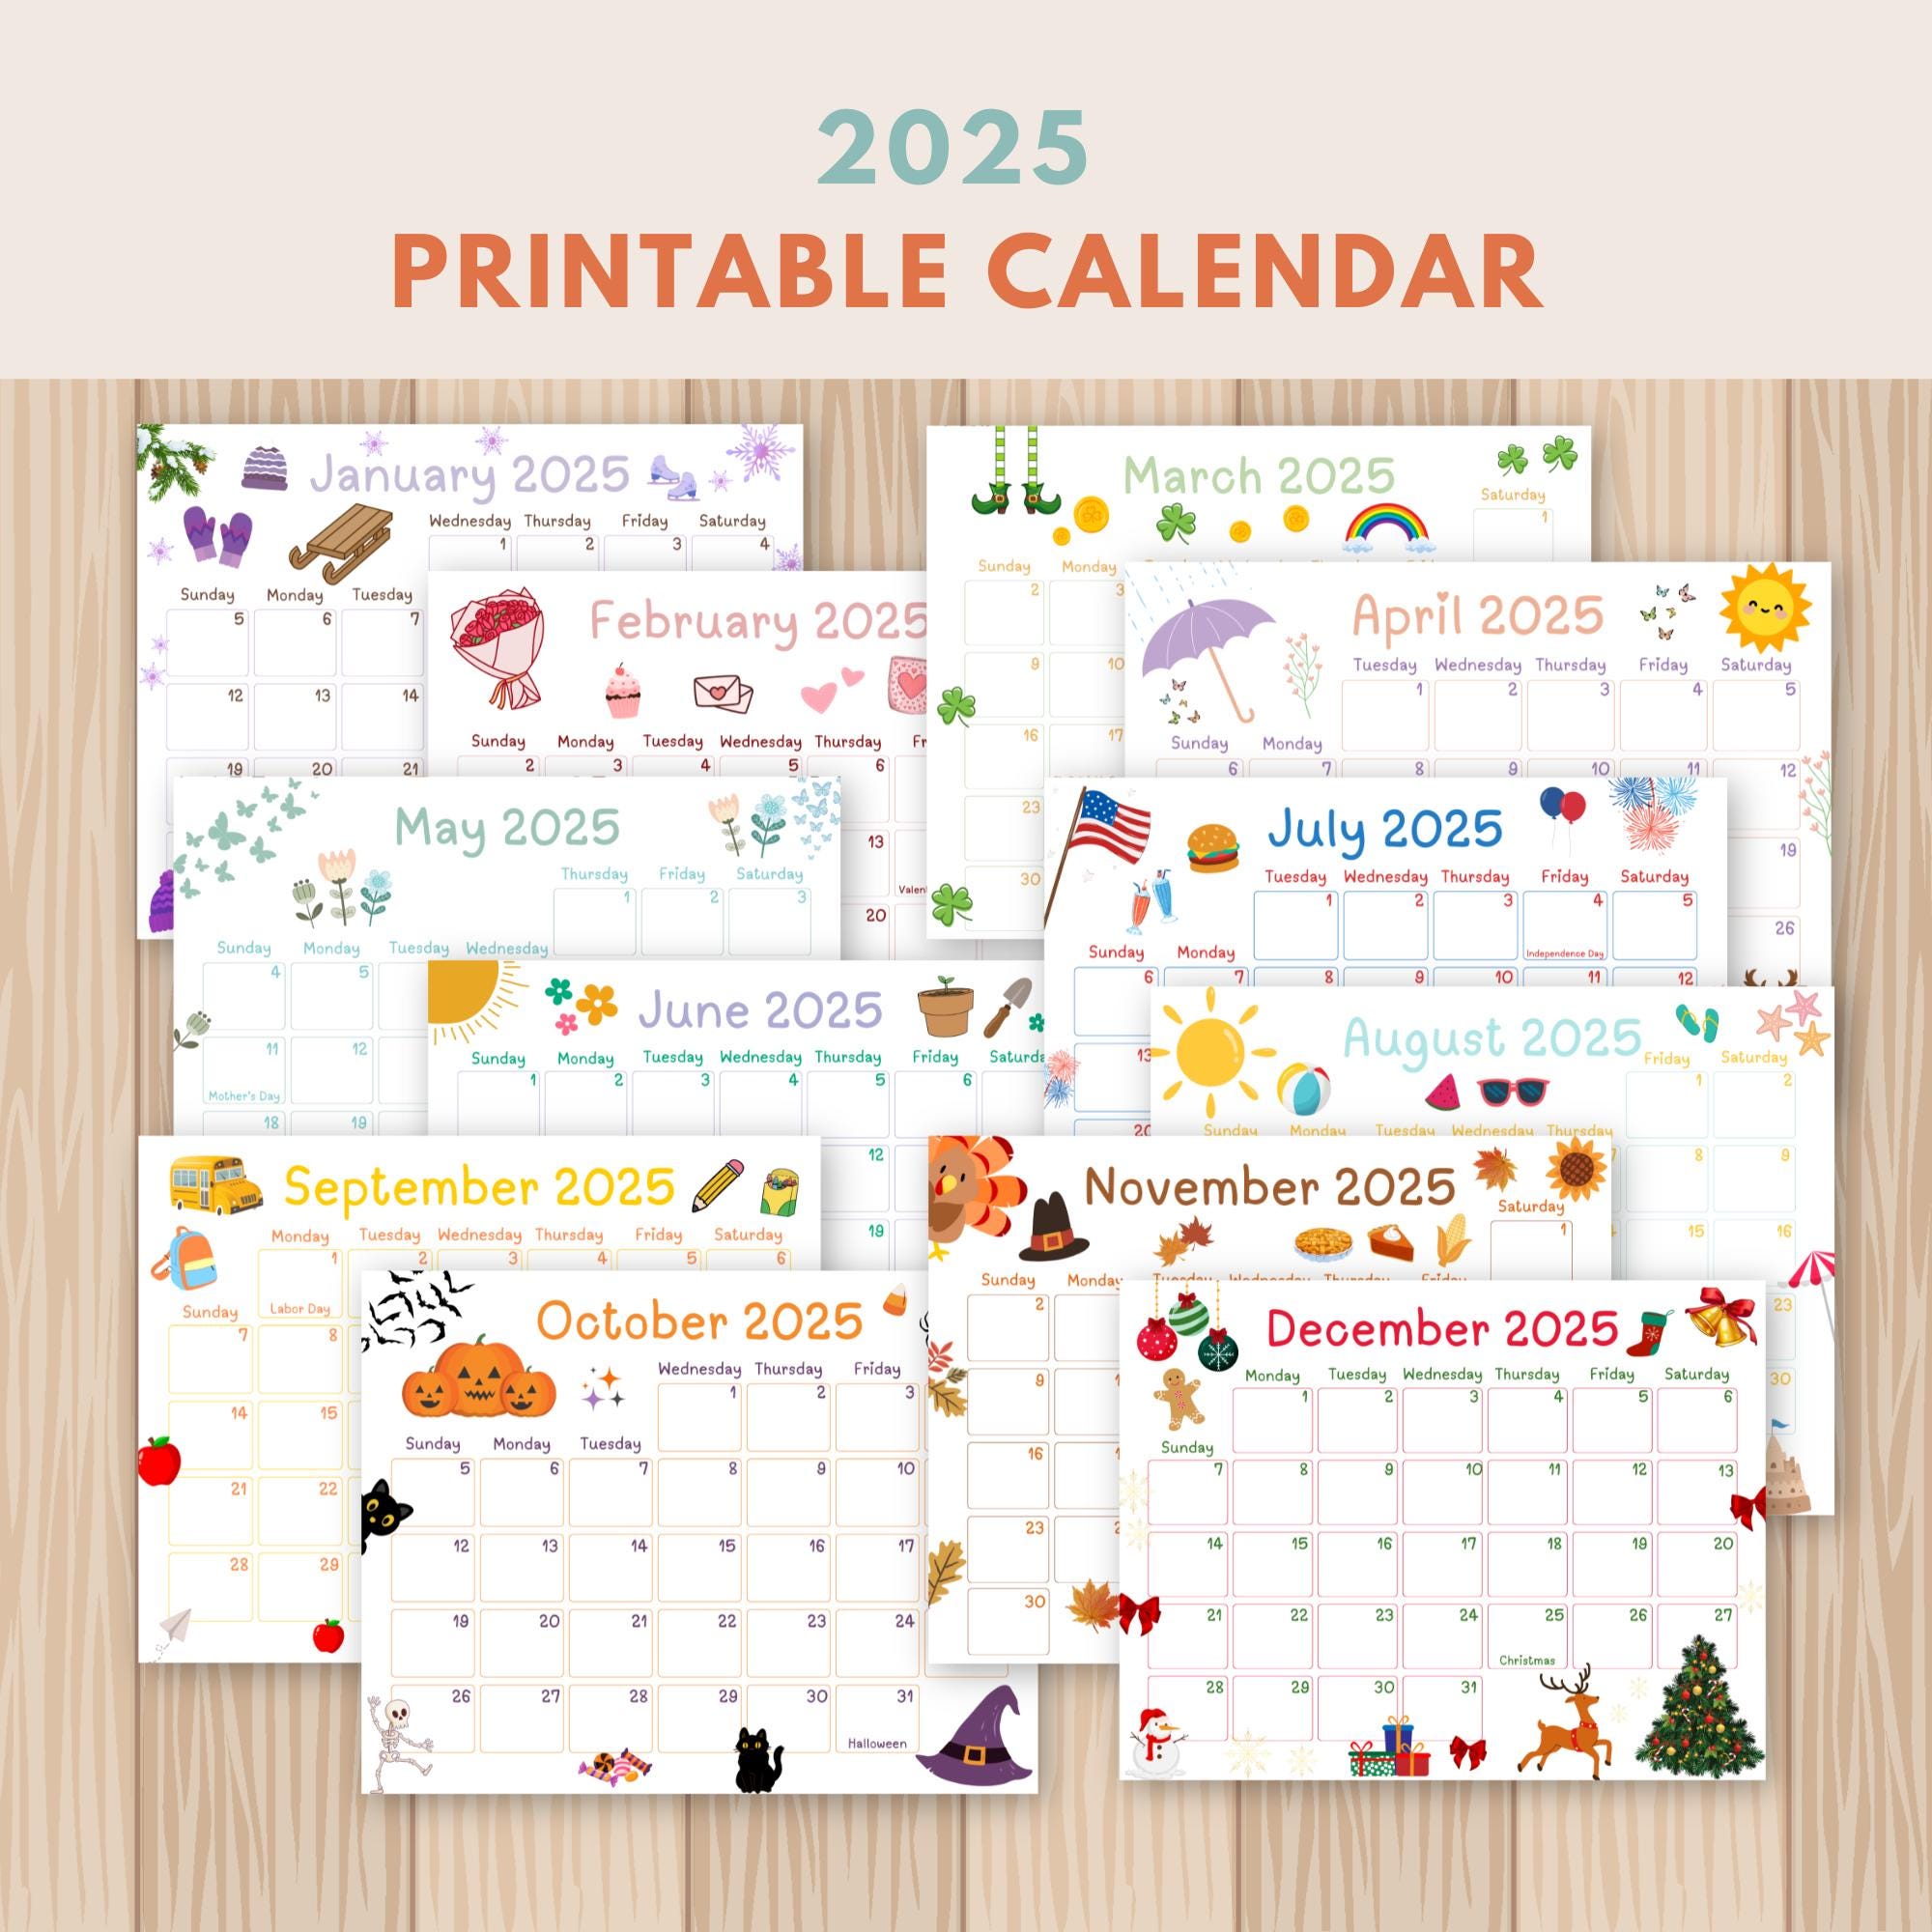 2025
PRINTABLE CALENDAR
January 2025
Wednesday Thursday Friday Saturday
1 2 3 4
Sunday Monday Tuesday
5 6 7
12 13 14
19 20 21
February 2025
Sunday Monday Tuesday Wednesday Thursday
2 3 4 5 6
13
20
March 2025
Saturday
1
Sunday Monday
2 3
9 10
16 17
23
30
April 2025
Tuesday Wednesday Thursday Friday Saturday
1 2 3 4 5
Sunday Monday
6 7 8 9 10 11 12
19
26
May 2025
Thursday Friday Saturday
1 2 3
Sunday Monday Tuesday Wednesday
4 5
11 12
Mother's Day
18 19
June 2025
Sunday Monday Tuesday Wednesday Thursday Friday
1 2 3 4 5 6
12
19
July 2025
Tuesday Wednesday Thursday Friday Saturday
1 2 3 4 5
Independence Day
Sunday Monday
6 7 8 9 10 11 12
13
20
August 2025
Friday Saturday
1 2
Sunday Monday Tuesday Wednesday Thursday
8 9
15 16
23
30
September 2025
Monday Tuesday Wednesday Thursday Friday Saturday
1 2 3 4 5 6
Labor Day
Sunday
7 8
14 15
21 22
28 29
October 2025
Wednesday Thursday Friday
1 2 3
Sunday Monday Tuesday
5 6 7 8 9 10
12 13 14 15 16 17
19 20 21 22 23 24
26 27 28 29 30 31
Halloween
November 2025
Saturday
1
Sunday Monday Tuesday Wednesday Thursday Friday
2
9
16
23
30
December 2025
Monday Tuesday Wednesday Thursday Friday Saturday
1 2 3 4 5 6
Sunday
7 8 9 10 11 12 13
14 15 16 17 18 19 20
21 22 23 24 25 26 27
Christmas
28 29 30 31